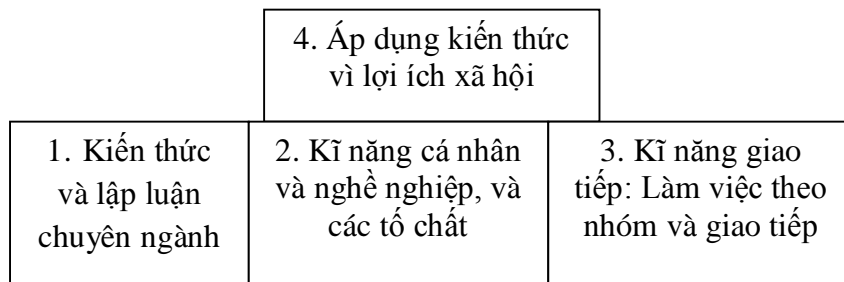 4. Áp dụng kiến thức
vì lợi ích xã hội
1. Kiến thức
và lập luận
chuyên ngành
2. Kĩ năng cá nhân
và nghề nghiệp, và
các tố chất
3. Kĩ năng giao
tiếp: Làm việc theo
nhóm và giao tiếp